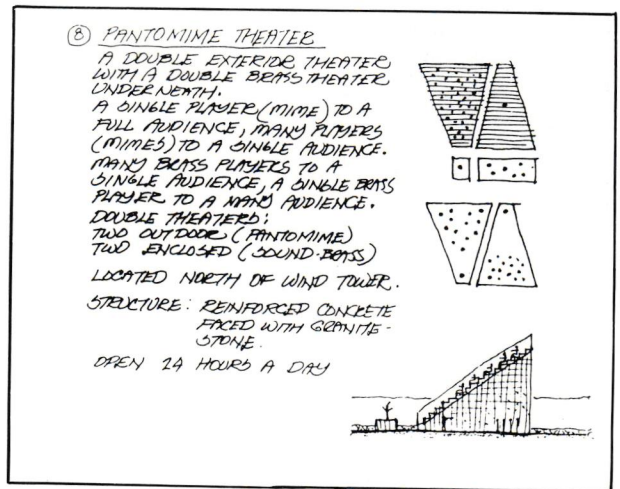 ⑧ PANTOMIME THEATER
A DOUBLE EXTERIOR THEATER
WITH A DOUBLE BRASS THEATER
UNDERNEATH.
A SINGLE PLAYER (MIME) TO A
FULL AUDIENCE, MANY PLAYERS
(MIMES) TO A SINGLE AUDIENCE.
MANY BRASS PLAYERS TO A
SINGLE AUDIENCE, A SINGLE BRASS
PLAYER TO A MANY AUDIENCE.
DOUBLE THEATERS:
TWO OUTDOOR (PANTOMIME)
TWO ENCLOSED (SOUND-BRASS)
LOCATED NORTH OF WIND TOWER.
STRUCTURE: REINFORCED CONCRETE
FACED WITH GRANITE-
STONE.
OPEN 24 HOURS A DAY